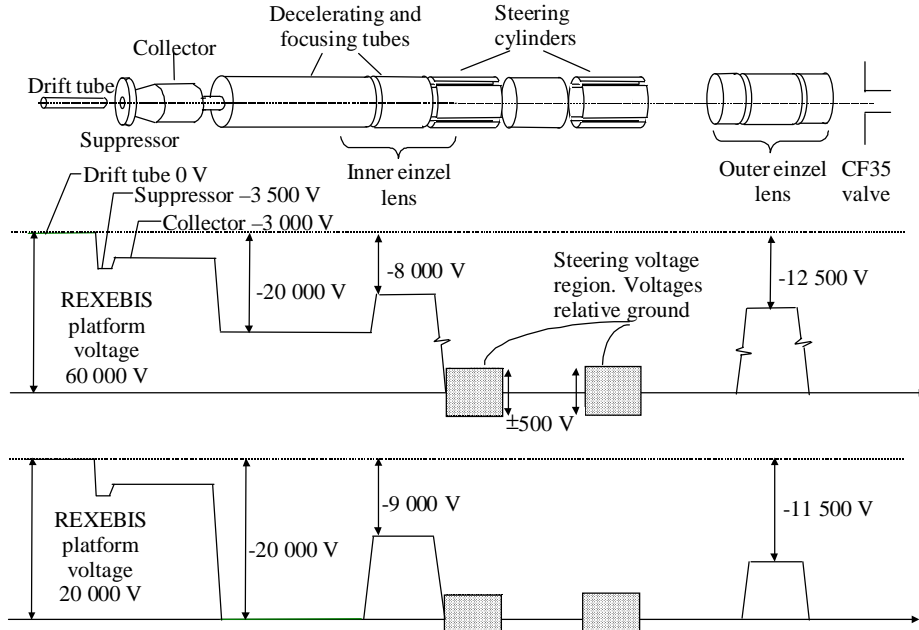 Decelerating and
focusing tubes
Steering
cylinders
Collector
Drift tube
Suppressor
Inner einzel
lens
Outer einzel
lens
CF35
valve
Drift tube 0 V
Suppressor –3 500 V
Collector –3 000 V
-20 000 V
-8 000 V
Steering voltage
region. Voltages
relative ground
-12 500 V
REXEBIS
platform
voltage
60 000 V
±500 V
REXEBIS
platform
voltage
20 000 V
-20 000 V
-9 000 V
-11 500 V